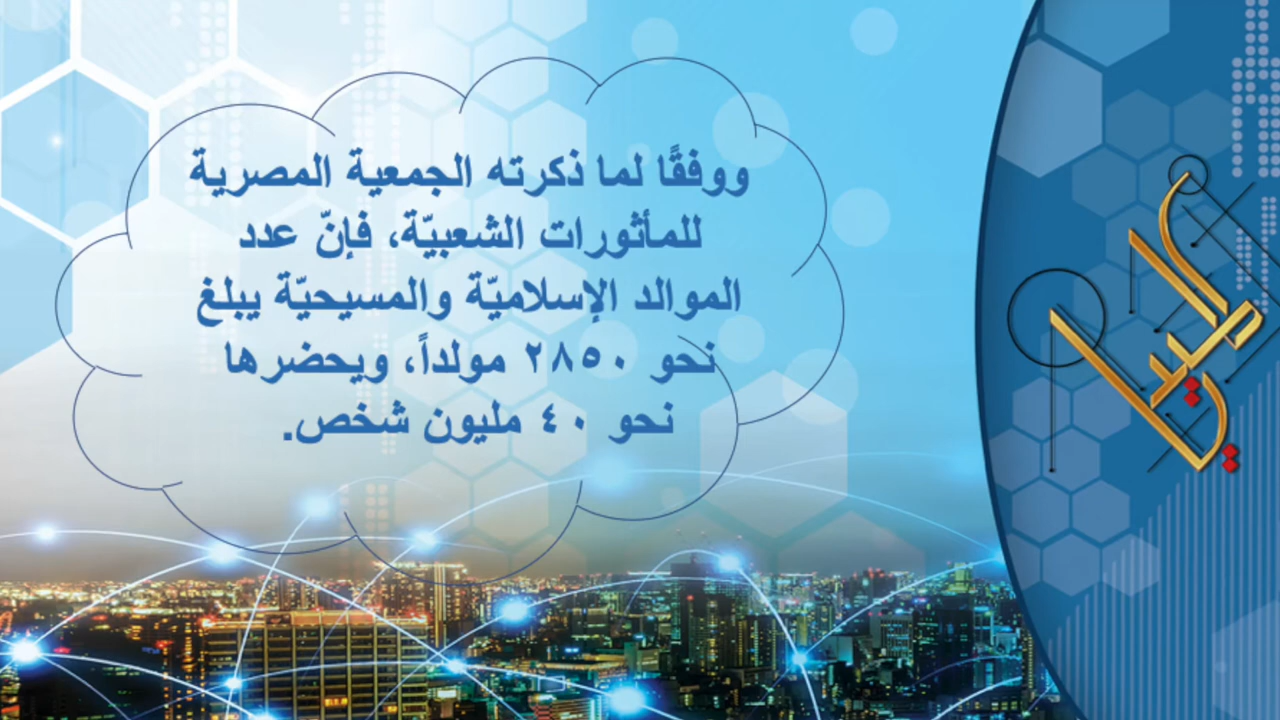 ووفقًا لما ذكرته الجمعية المصرية
للمأثورات الشعبيّة، فإنّ عدد
الموالد الإسلاميّة والمسيحيّة يبلغ
نحو ٢٨٥٠ مولداً، ويحضرها
نحو ٤٠ مليون شخص.